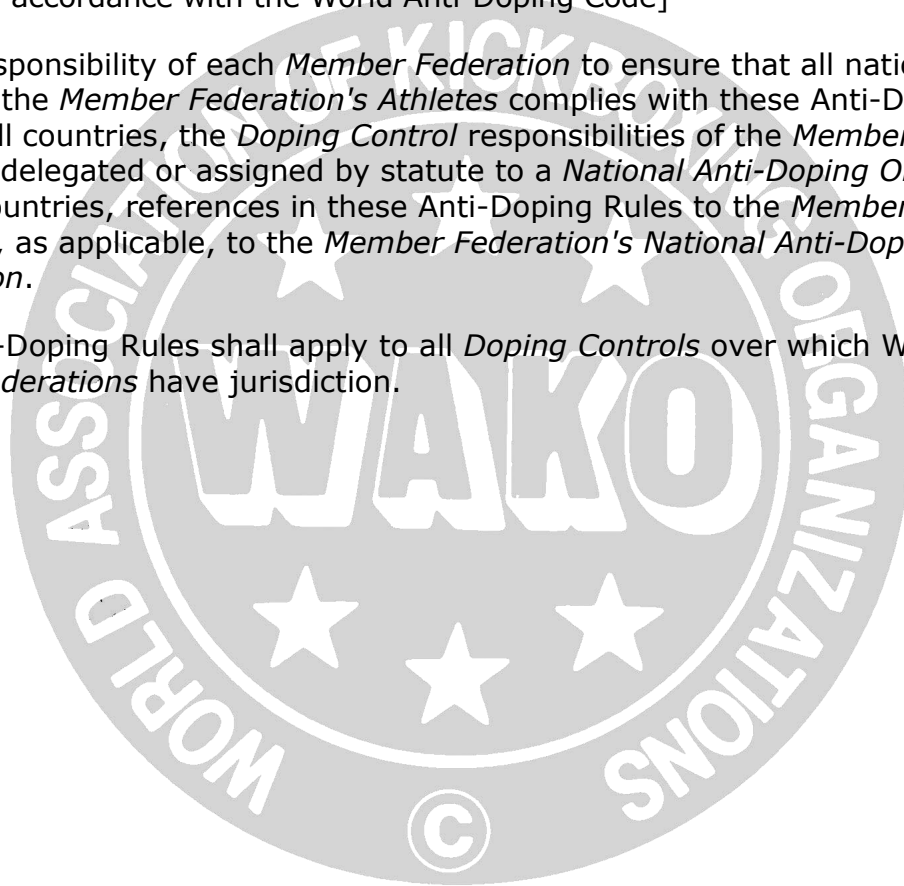 accordance with the World Anti-Doping Code]
sponsibility of each Member Federation to ensure that all natio
the Member Federation's Athletes complies with these Anti-D
ll countries, the Doping Control responsibilities of the Member
delegated or assigned by statute to a National Anti-Doping O
ountries, references in these Anti-Doping Rules to the Member
, as applicable, to the Member Federation's National Anti-Dop
on.
-Doping Rules shall apply to all Doping Controls over which W
derations have jurisdiction.
WORLD ASSOCIATION OF KICKBOXING ORGANIZATIONS
WAKO
©